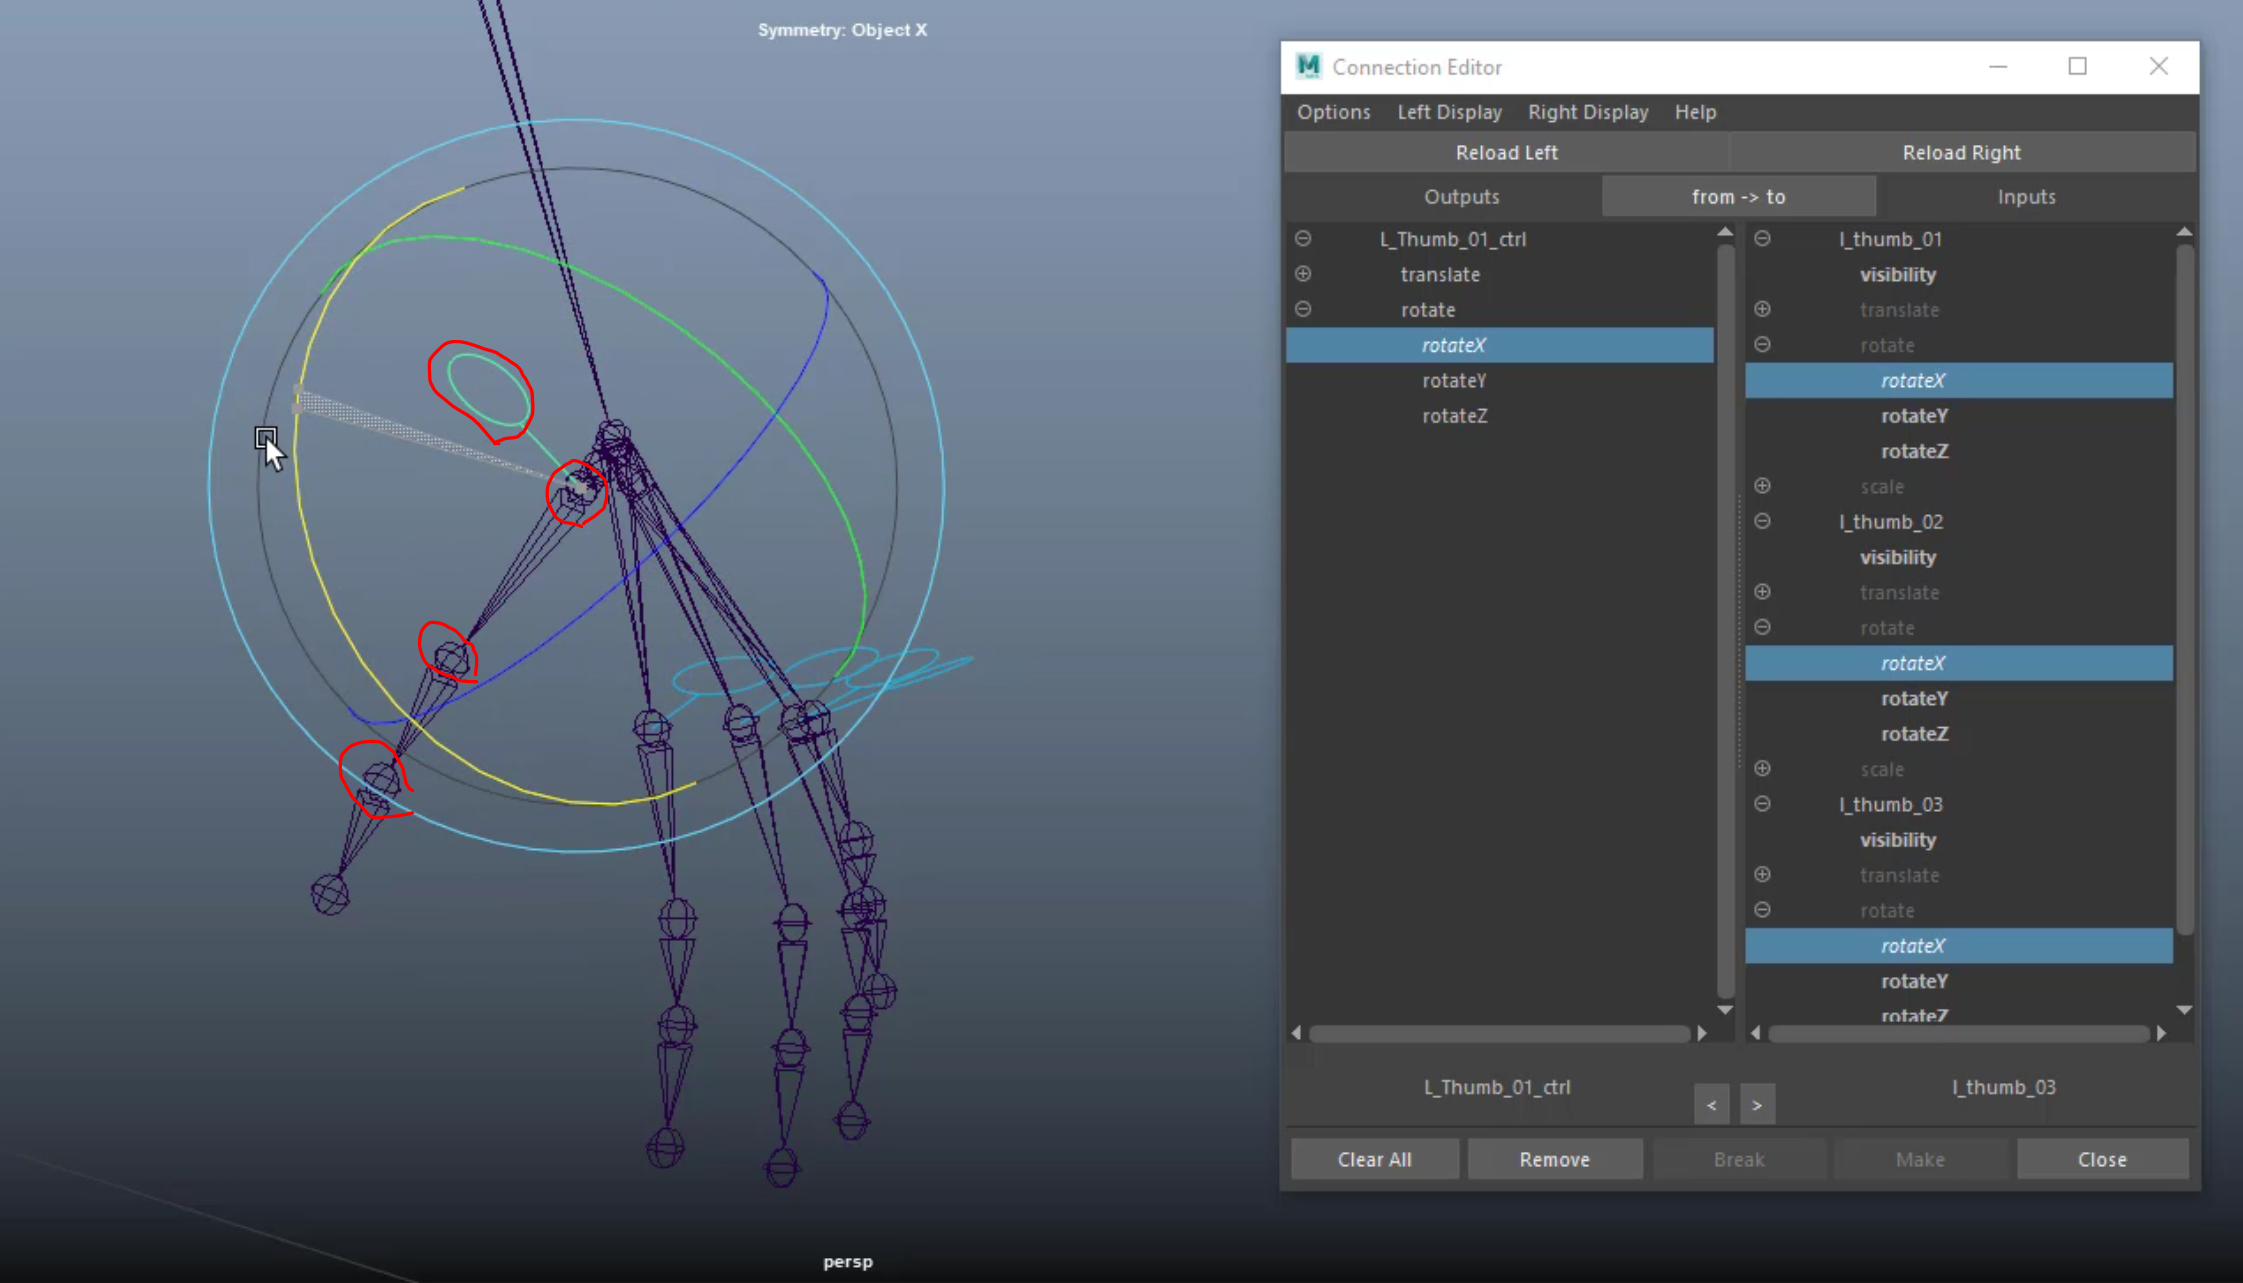 Symmetry: Object X
Connection Editor
Options Left Display Right Display Help
Reload Left Reload Right
Outputs from -> to Inputs
L_Thumb_01_ctrl
translate
rotate
rotateX
rotateY
rotateZ
l_thumb_01
visibility
translate
rotate
rotateX
rotateY
rotateZ
scale
l_thumb_02
visibility
translate
rotate
rotateX
rotateY
rotateZ
scale
l_thumb_03
visibility
translate
rotate
rotateX
rotateY
rotateZ
L_Thumb_01_ctrl < > l_thumb_03
Clear All Remove Break Make Close
persp